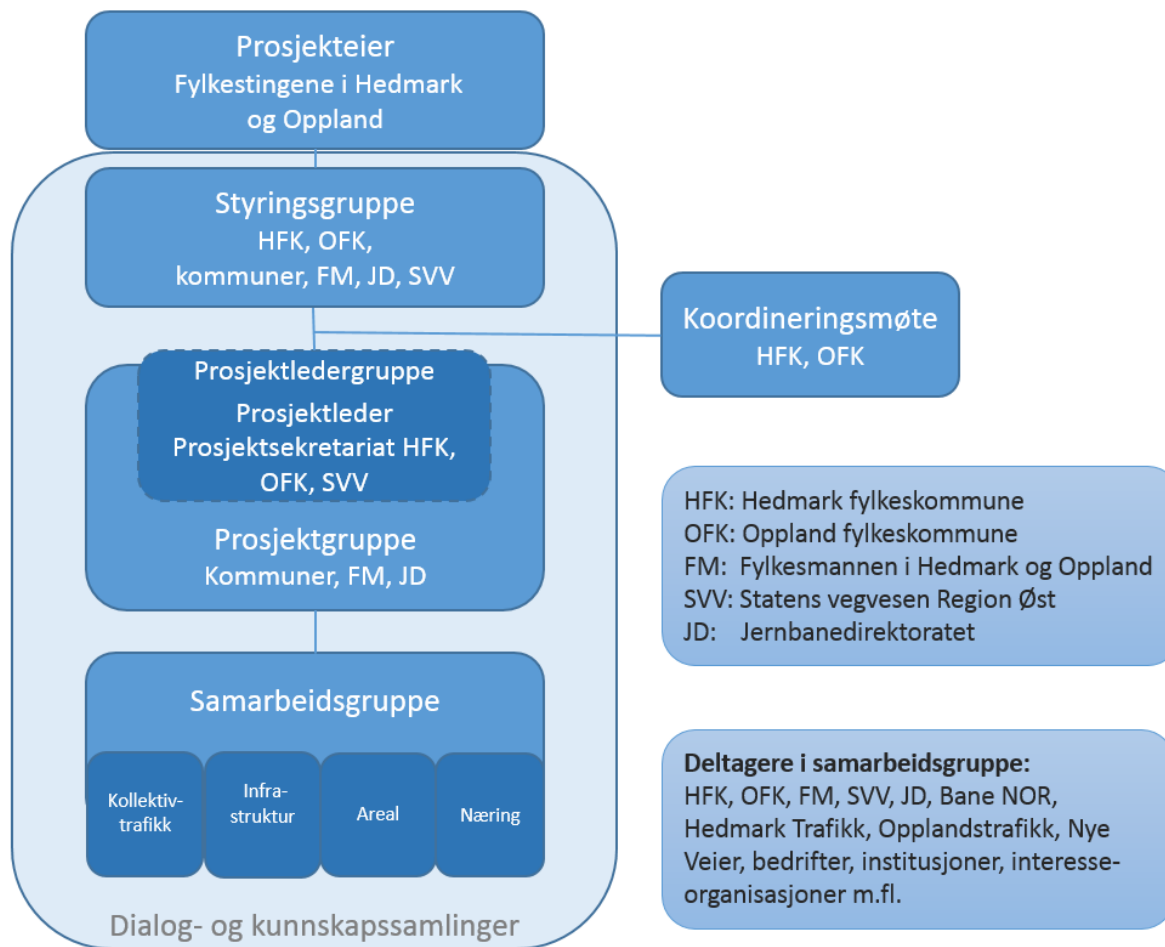 Prosjekteier
Fylkestingene i Hedmark
og Oppland
Styringsgruppe
HFK, OFK,
kommuner, FM, JD, SVV
Koordineringsmøte
HFK, OFK
Prosjektledergruppe
Prosjektleder
Prosjektsekretariat HFK,
OFK, SVV
Prosjektgruppe
Kommuner, FM, JD
HFK: Hedmark fylkeskommune
OFK: Oppland fylkeskommune
FM: Fylkesmannen i Hedmark og Oppland
SVV: Statens vegvesen Region Øst
JD: Jernbanedirektoratet
Samarbeidsgruppe
Kollektiv-
trafikk
Infra-
struktur
Areal
Næring
Deltagere i samarbeidsgruppe:
HFK, OFK, FM, SVV, JD, Bane NOR,
Hedmark Trafikk, Opplandstrafikk, Nye
Veier, bedrifter, institusjoner, interesse-
organisasjoner m.fl.
Dialog- og kunnskapssamlinger